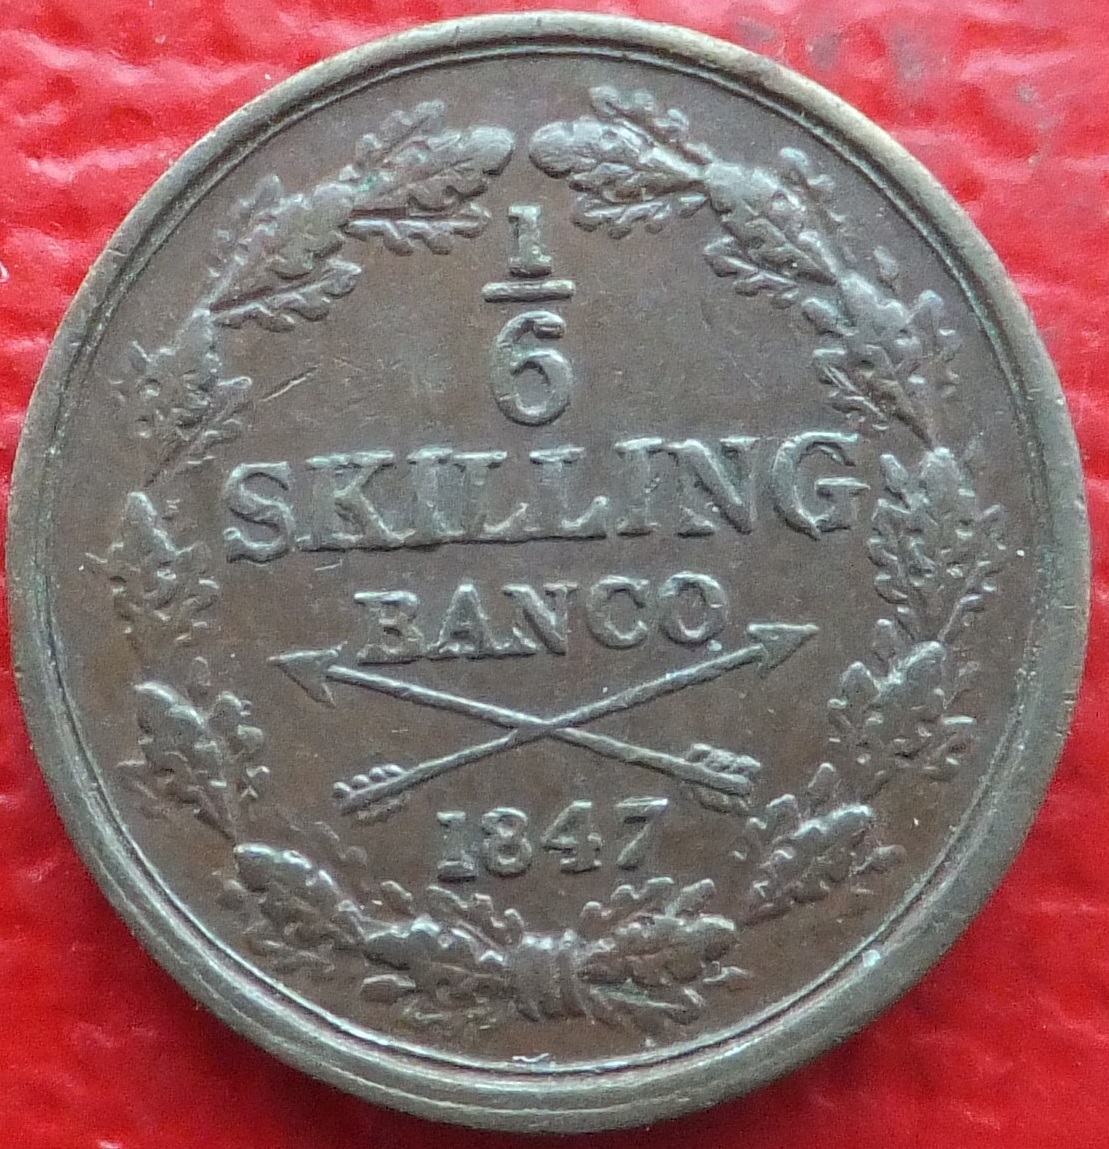 1
6
SKILLING
BANCO.
1847